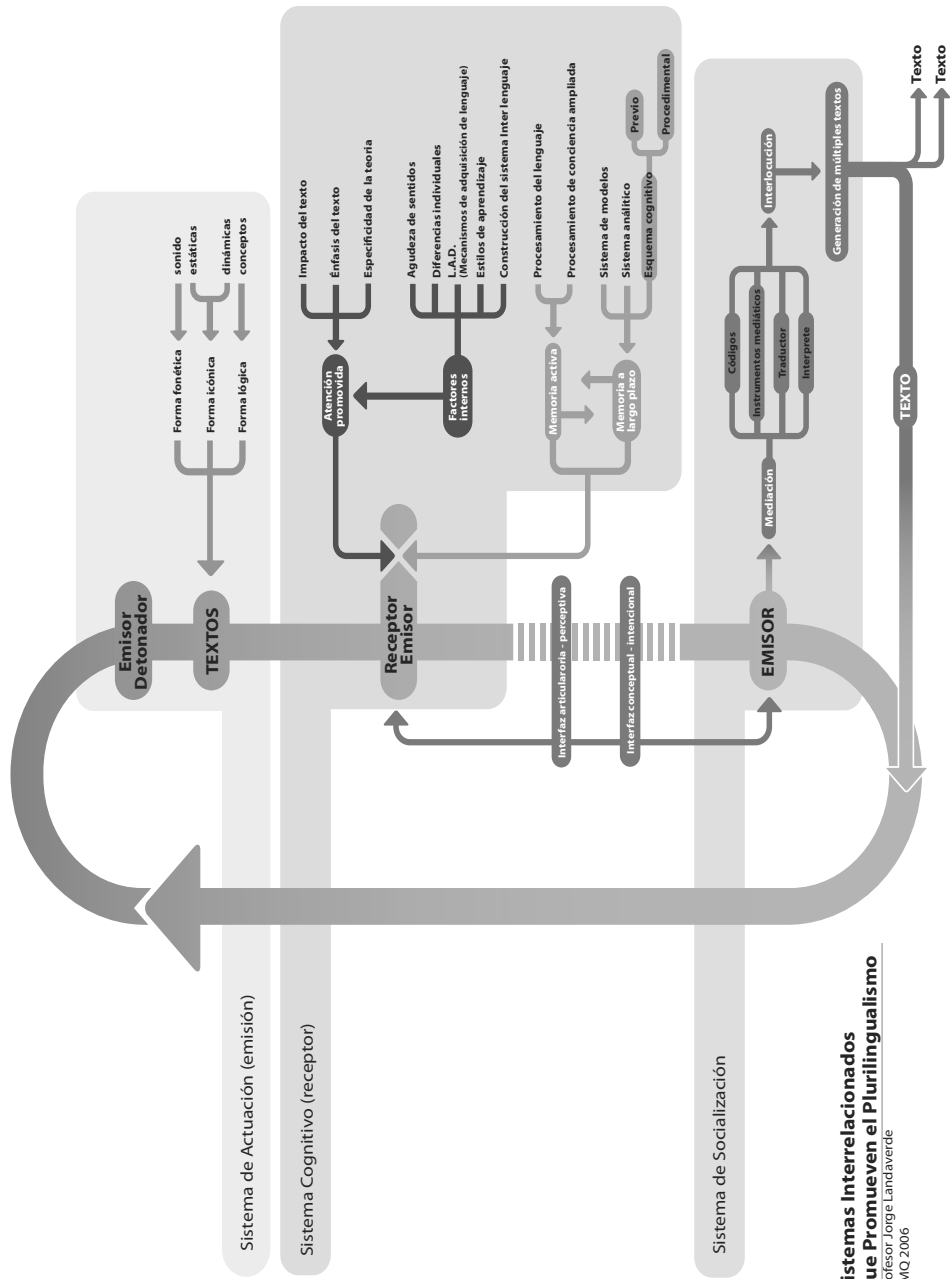 Sistema de Actuación (emisión)
Emisor
Detonador
TEXTOS
Forma fonética
Forma icónica
Forma lógica
sonido
estáticas
dinámicas
conceptos
Sistema Cognitivo (receptor)
Receptor
Emisor
Atención
promovida
Impacto del texto
Énfasis del texto
Especificidad de la teoria
Factores
internos
Agudeza de sentidos
Diferencias individuales
L.A.D.
(Mecanismos de adquisición de lenguaje)
Estilos de aprendizaje
Construcción del sistema Inter lenguaje
Memoria activa
Procesamiento del lenguaje
Procesamiento de conciencia ampliada
Memoria a
largo plazo
Sistema de modelos
Sistema análitico
Esquema cognitivo
Previo
Procedimental
Interfaz articularoria - perceptiva
Interfaz conceptual - intencional
Sistema de Socialización
EMISOR
Mediación
Códigos
Instrumentos mediáticos
Traductor
Interprete
Interlocución
Generación de múltiples textos
TEXTO
Texto
Texto
istemas Interrelacionados
ue Promueven el Plurilingualismo
ofesor Jorge Landaverde
MQ 2006